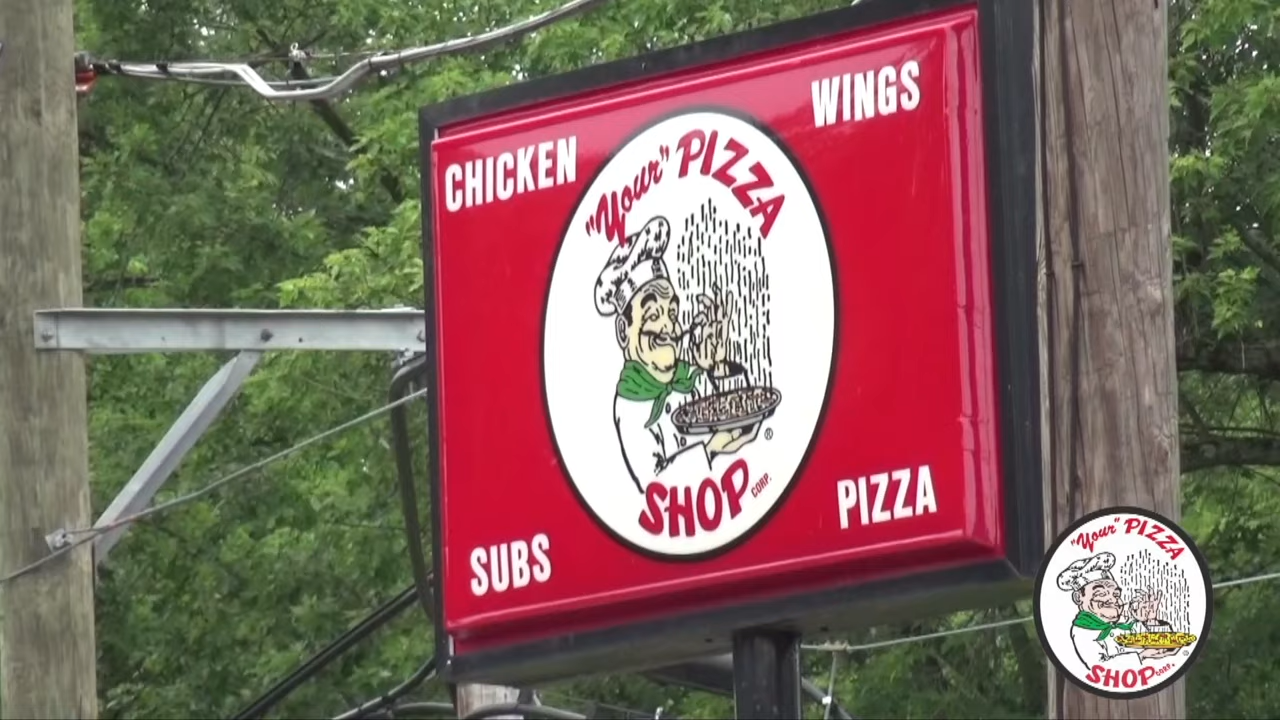 CHICKEN
WINGS
"Your" PIZZA
SHOP CORP.
®
SUBS
PIZZA
"Your" PIZZA
SHOP CORP.